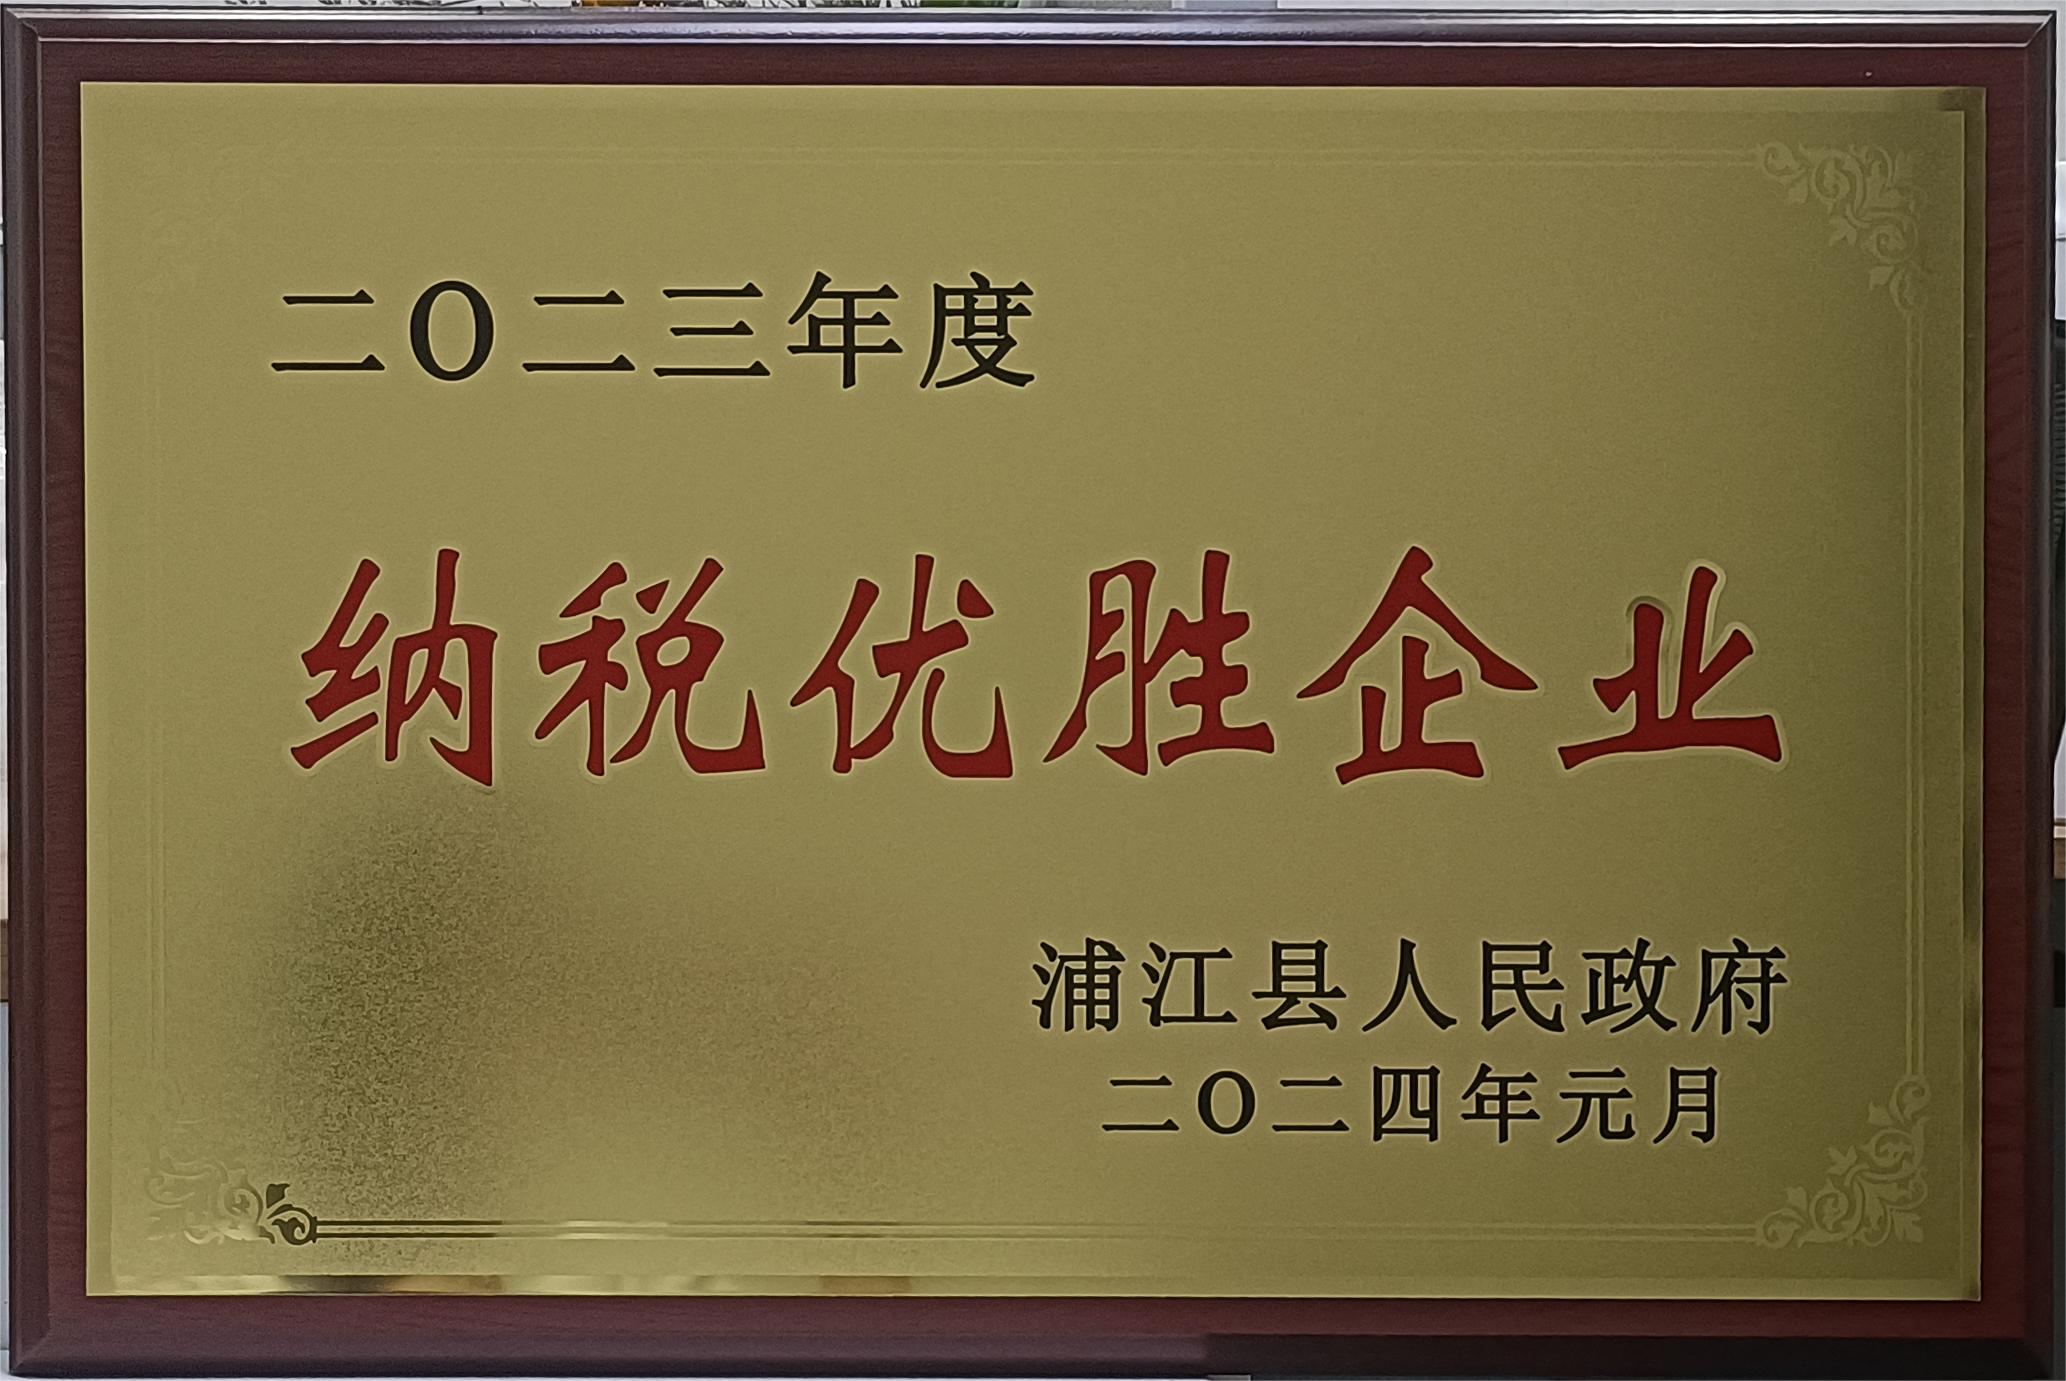 二〇二三年度
纳税优胜企业
浦江县人民政府
二〇二四年元月